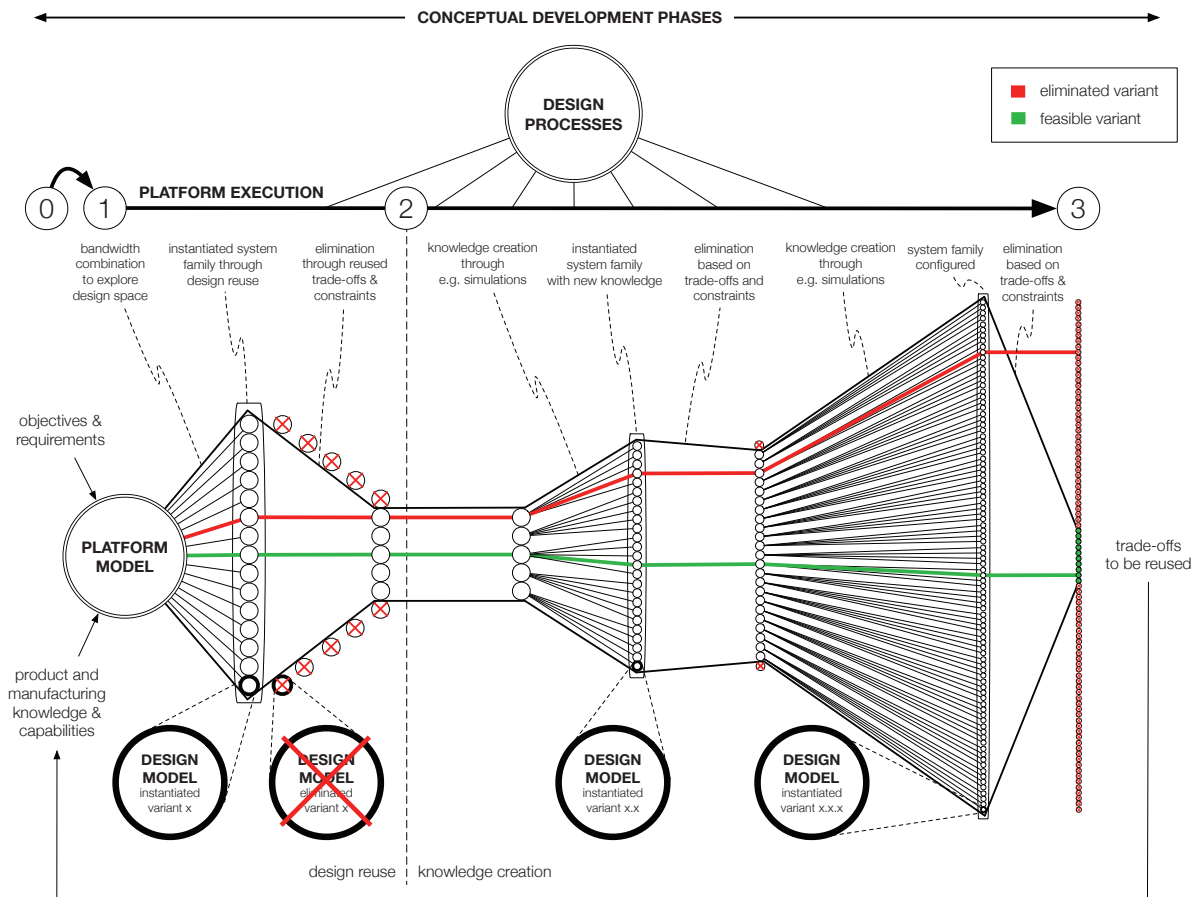 CONCEPTUAL DEVELOPMENT PHASES
DESIGN
PROCESSES
eliminated variant
feasible variant
0
1
PLATFORM EXECUTION
2
3
bandwidth
combination
to explore
design space
instantiated system
family through
design reuse
elimination
through reused
trade-offs &
constraints
knowledge creation
through
e.g. simulations
instantiated
system family
with new knowledge
elimination
based on
trade-offs and
constraints
knowledge creation
through
e.g. simulations
system family
configured
elimination
based on
trade-offs &
constraints
objectives &
requirements
PLATFORM
MODEL
product and
manufacturing
knowledge &
capabilities
trade-offs
to be reused
DESIGN
MODEL
instantiated
variant x
DESIGN
MODEL
eliminated
variant x
DESIGN
MODEL
instantiated
variant x.x
DESIGN
MODEL
instantiated
variant x.x.x
design reuse
knowledge creation